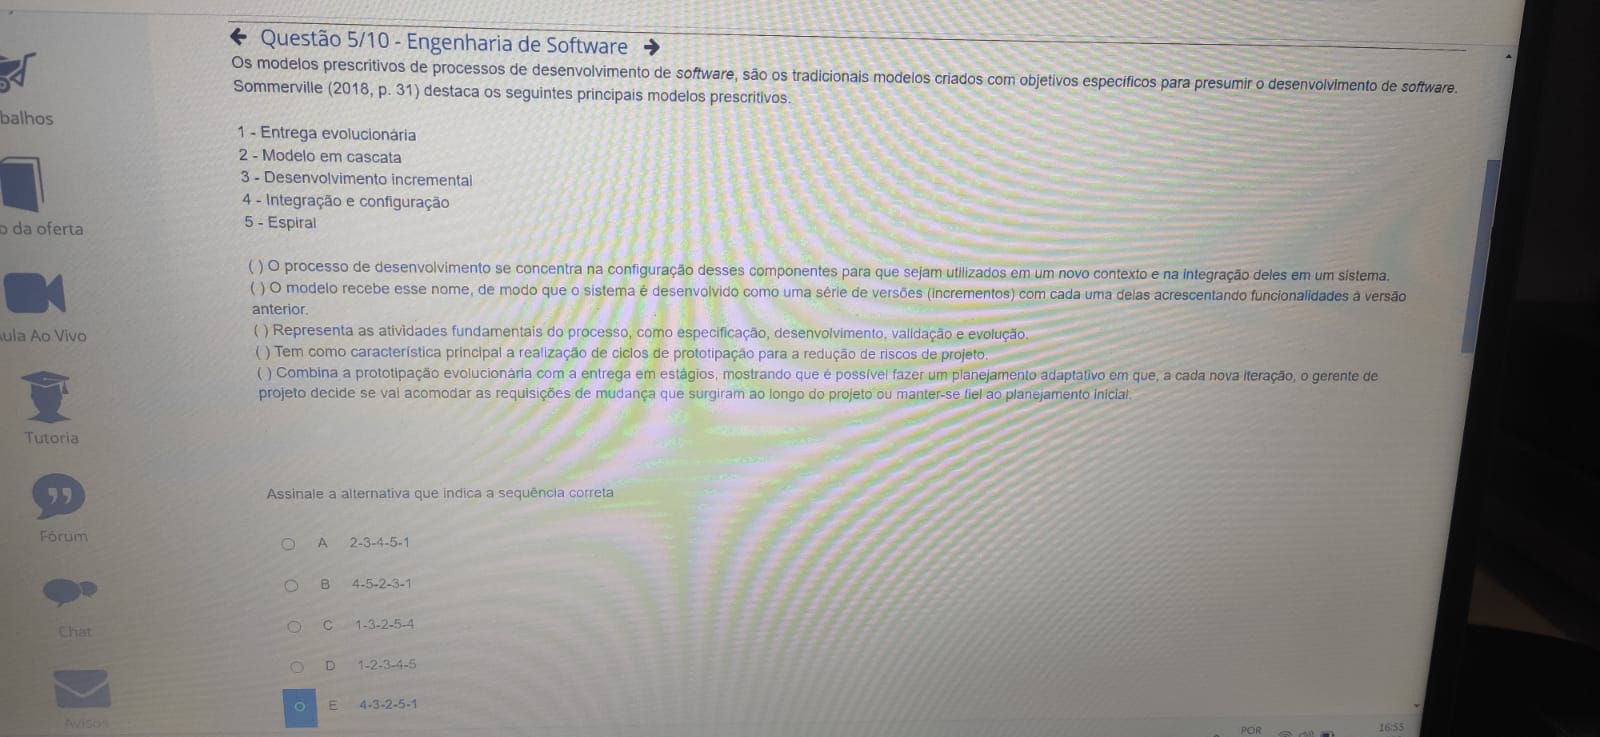 ← Questão 5/10 - Engenharia de Software →
Os modelos prescritivos de processos de desenvolvimento de software, são os tradicionais modelos criados com objetivos específicos para presumir o desenvolvimento de software.
Sommerville (2018, p. 31) destaca os seguintes principais modelos prescritivos.
1 - Entrega evolucionária
2 - Modelo em cascata
3 - Desenvolvimento incremental
4 - Integração e configuração
5 - Espiral
( ) O processo de desenvolvimento se concentra na configuração desses componentes para que sejam utilizados em um novo contexto e na integração deles em um sistema.
( ) O modelo recebe esse nome, de modo que o sistema é desenvolvido como uma série de versões (incrementos) com cada uma delas acrescentando funcionalidades à versão
anterior.
( ) Representa as atividades fundamentais do processo, como especificação, desenvolvimento, validação e evolução.
( ) Tem como característica principal a realização de ciclos de prototipação para a redução de riscos de projeto.
( ) Combina a prototipação evolucionária com a entrega em estágios, mostrando que é possível fazer um planejamento adaptativo em que, a cada nova iteração, o gerente de
projeto decide se vai acomodar as requisições de mudança que surgiram ao longo do projeto ou manter-se fiel ao planejamento inicial.
Assinale a alternativa que indica a sequência correta
A 2-3-4-5-1
B 4-5-2-3-1
C 1-3-2-5-4
D 1-2-3-4-5
E 4-3-2-5-1
balhos
o da oferta
ula Ao Vivo
Tutoria
Fórum
Chat
Avisos
POR
16:55